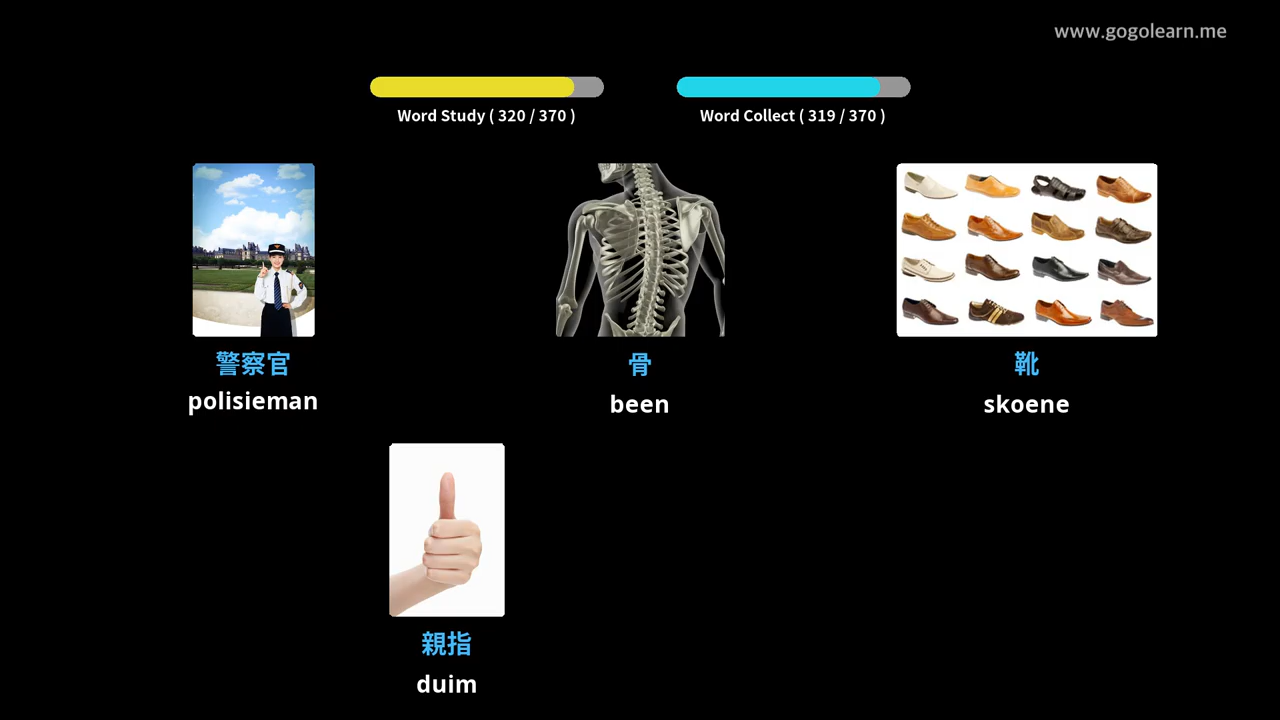 www.gogolearn.me
Word Study ( 320 / 370 )
Word Collect ( 319 / 370 )
警察官
骨
靴
polisieman
been
skoene
親指
duim